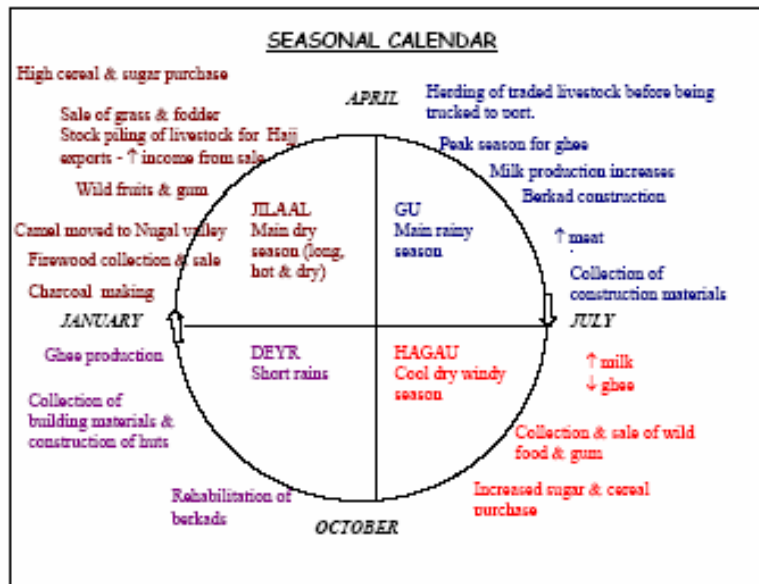 SEASONAL CALENDAR
High cereal & sugar purchase
APRIL
Herding of traded livestock before being
trucked to port.
Sale of grass & fodder
Stock piling of livestock for Hajj
exports - ↑ income from sale
Peak season for ghee
Milk production increases
Wild fruits & gum
Berkad construction
JILAAL
Main dry
season (long,
hot & dry)
GU
Main rainy
season
Camel moved to Nugal valley
↑ meat
Firewood collection & sale
Collection of
construction materials
Charcoal making
JANUARY
JULY
Ghee production
DEYR
Short rains
HAGAU
Cool dry windy
season
↑ milk
↓ ghee
Collection of
building materials &
construction of huts
Collection & sale of wild
food & gum
Rehabilitation of
berkads
Increased sugar & cereal
purchase
OCTOBER